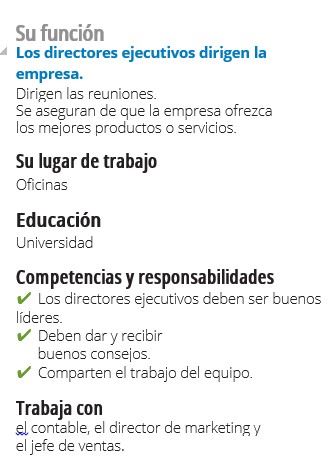 Su función
Los directores ejecutivos dirigen la
empresa.
Dirigen las reuniones.
Se aseguran de que la empresa ofrezca
los mejores productos o servicios.
Su lugar de trabajo
Oficinas
Educación
Universidad
Competencias y responsabilidades
✔ Los directores ejecutivos deben ser buenos
líderes.
✔ Deben dar y recibir
buenos consejos.
✔ Comparten el trabajo del equipo.
Trabaja con
el contable, el director de marketing y
el jefe de ventas.